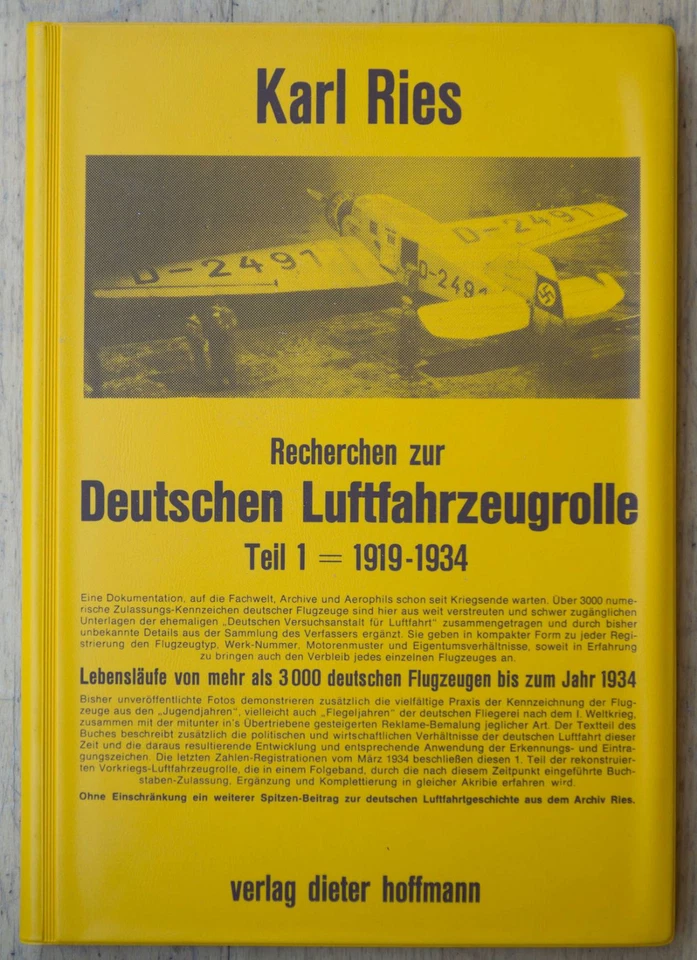 Karl Ries
D-2491
D-2491
D-2491
Recherchen zur
Deutschen Luftfahrzeugrolle
Teil 1 = 1919-1934
Eine Dokumentation, auf die Fachwelt, Archive und Aerophils schon seit Kriegsende warten. Über 3000 nume-
rische Zulassungs-Kennzeichen deutscher Flugzeuge sind hier aus weit verstreuten und schwer zugänglichen
Unterlagen der ehemaligen „Deutschen Versuchsanstalt für Luftfahrt" zusammengetragen und durch bisher
unbekannte Details aus der Sammlung des Verfassers ergänzt. Sie geben in kompakter Form zu jeder Regi-
strierung den Flugzeugtyp, Werk-Nummer, Motorenmuster und Eigentumsverhältnisse, soweit in Erfahrung
zu bringen auch den Verbleib jedes einzelnen Flugzeuges an.
Lebensläufe von mehr als 3000 deutschen Flugzeugen bis zum Jahr 1934
Bisher unveröffentlichte Fotos demonstrieren zusätzlich die vielfältige Praxis der Kennzeichnung der Flug-
zeuge aus den „Jugendjahren", vielleicht auch „Flegeljahren" der deutschen Fliegerei nach dem I. Weltkrieg,
zusammen mit der mitunter in's Übertriebene gesteigerten Reklame-Bemalung jeglicher Art. Der Textteil des
Buches beschreibt zusätzlich die politischen und wirtschaftlichen Verhältnisse der deutschen Luftfahrt dieser
Zeit und die daraus resultierende Entwicklung und entsprechende Anwendung der Erkennungs- und Eintra-
gungszeichen. Die letzten Zahlen-Registrationen vom März 1934 beschließen diesen 1. Teil der rekonstruier-
ten Vorkriegs-Luftfahrzeugrolle, die in einem Folgeband, durch die nach diesem Zeitpunkt eingeführte Buch-
staben-Zulassung, Ergänzung und Komplettierung in gleicher Akribie erfahren wird.
Ohne Einschränkung ein weiterer Spitzen-Beitrag zur deutschen Luftfahrtgeschichte aus dem Archiv Ries.
verlag dieter hoffmann